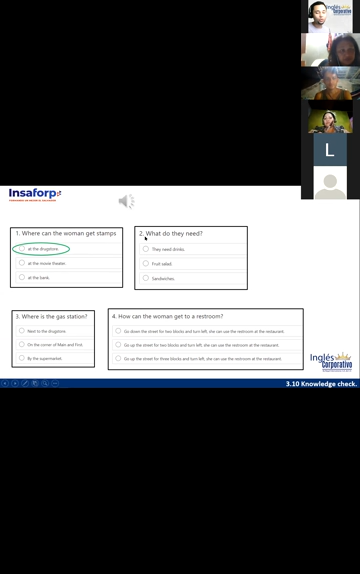 Inglés
Corporativo
L
Insaforp
1. Where can the woman get stamps
at the drugstore.
at the movie theater.
at the bank.
2. What do they need?
They need drinks.
Fruit salad.
Sandwiches.
3. Where is the gas station?
Next to the drugstore.
On the corner of Main and First.
By the supermarket.
4. How can the woman get to a restroom?
Go down the street for two blocks and turn left, she can use the restroom at the restaurant.
Go up the street for two blocks and turn left, she can use the restroom at the restaurant.
Go up the street for three blocks and turn left, she can use the restroom at the restaurant.
Inglés
Corporativo
3.10 Knowledge check.